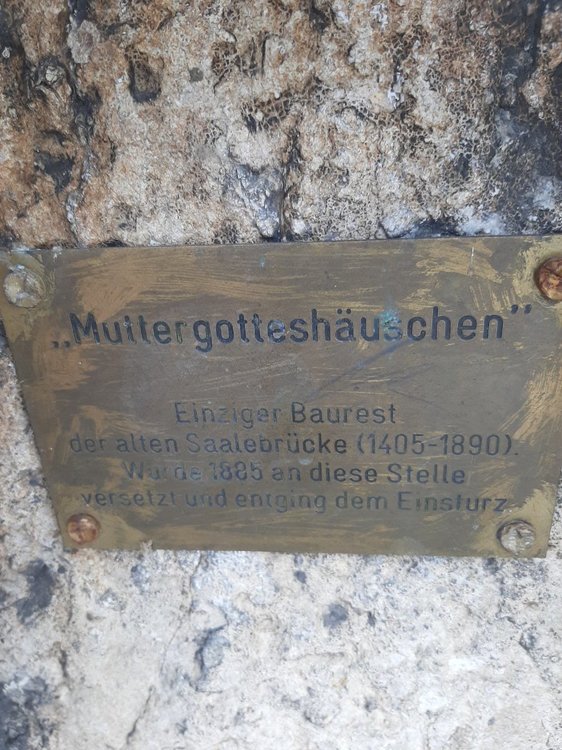 „Muttergotteshäuschen”
Einziger Baurest
der alten Saalebrücke (1405-1890).
Wurde 1885 an diese Stelle
versetzt und entging dem Einsturz